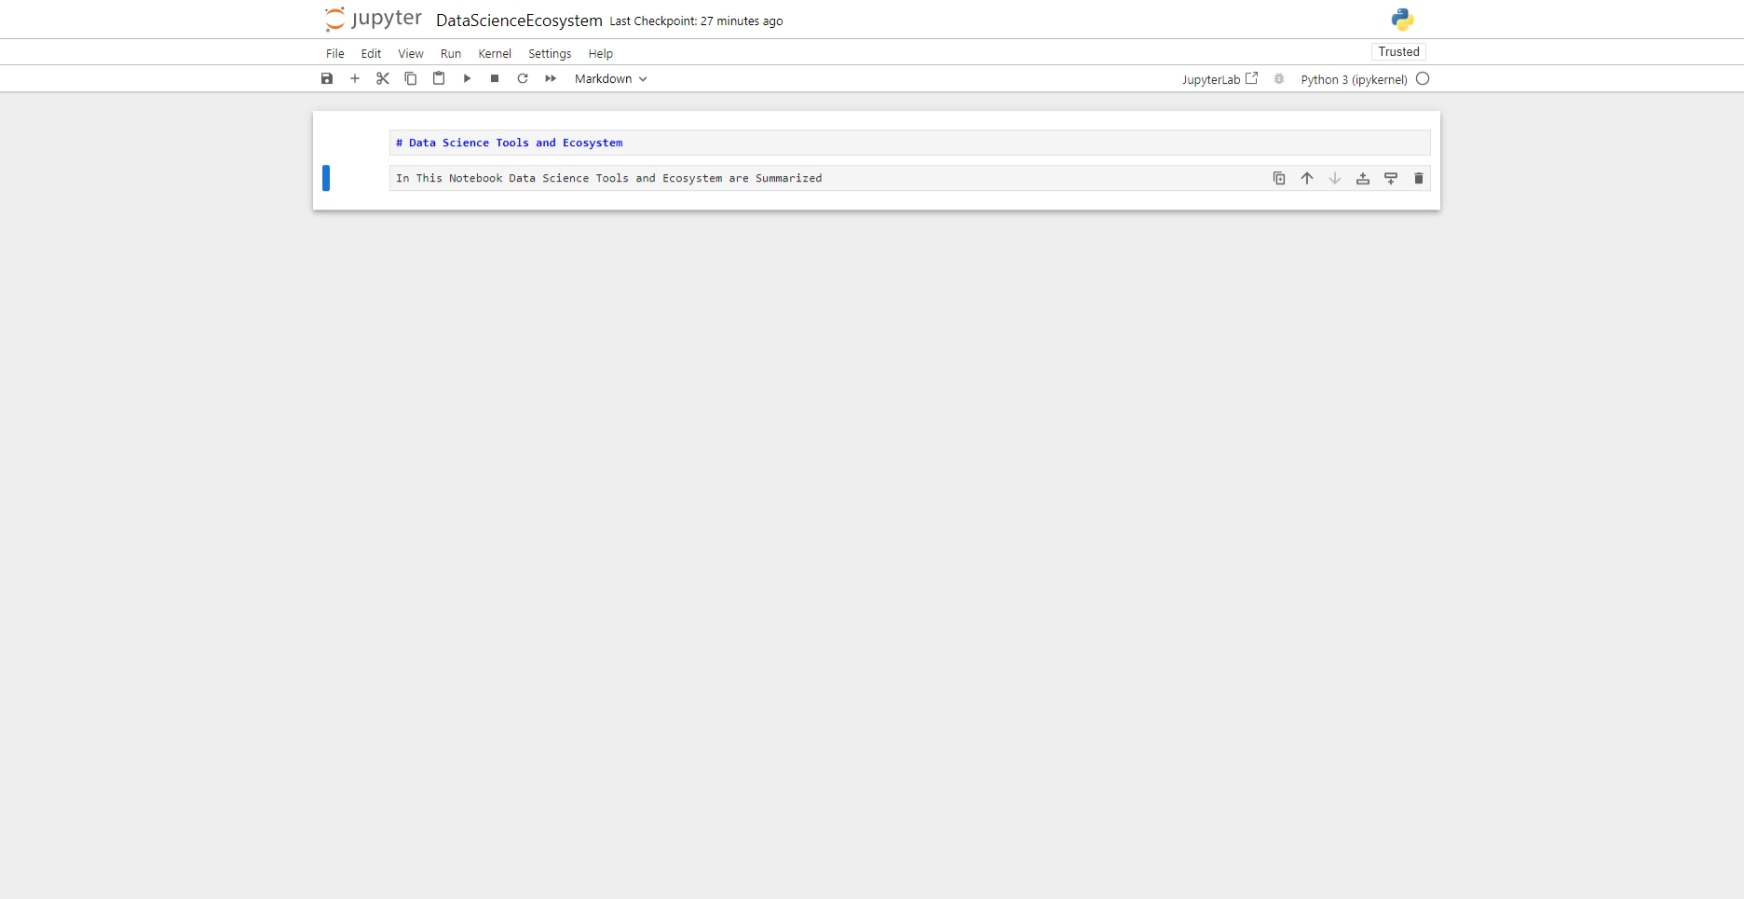 jupyter DataScienceEcosystem Last Checkpoint: 27 minutes ago
File Edit View Run Kernel Settings Help Trusted
Markdown JupyterLab Python 3 (ipykernel)
# Data Science Tools and Ecosystem
In This Notebook Data Science Tools and Ecosystem are Summarized